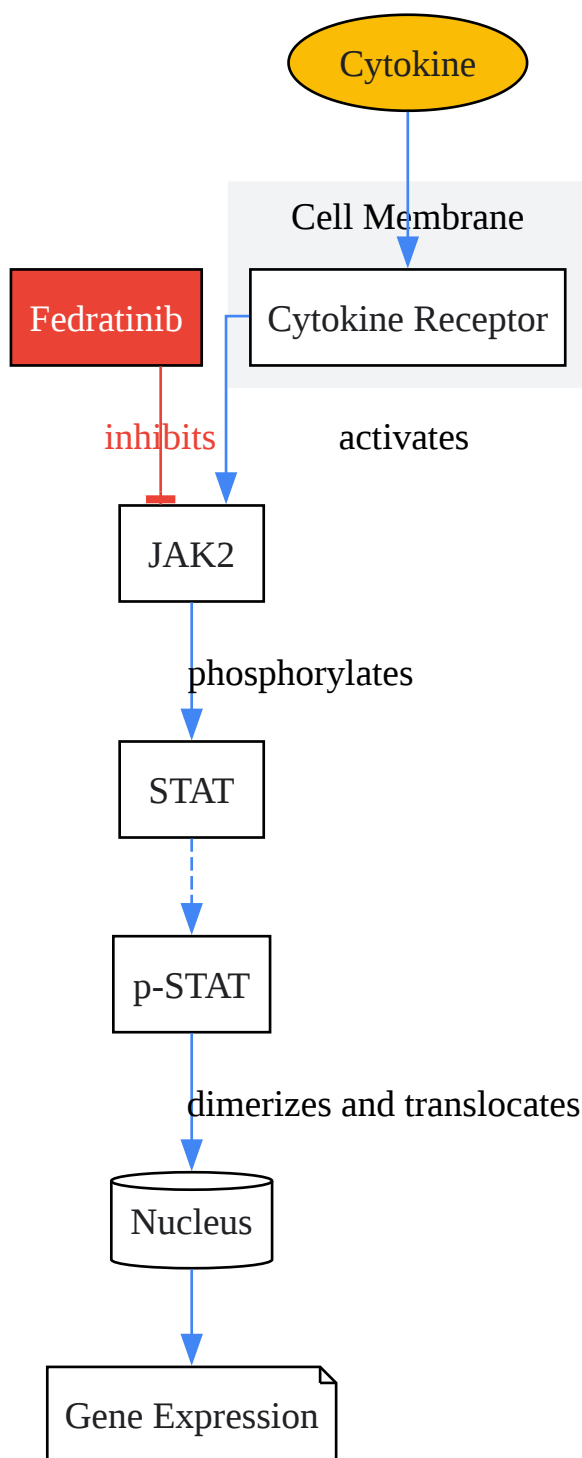 Cytokine
Cell Membrane
Fedratinib
Cytokine Receptor
inhibits
activates
JAK2
phosphorylates
STAT
p-STAT
dimerizes and translocates
Nucleus
Gene Expression